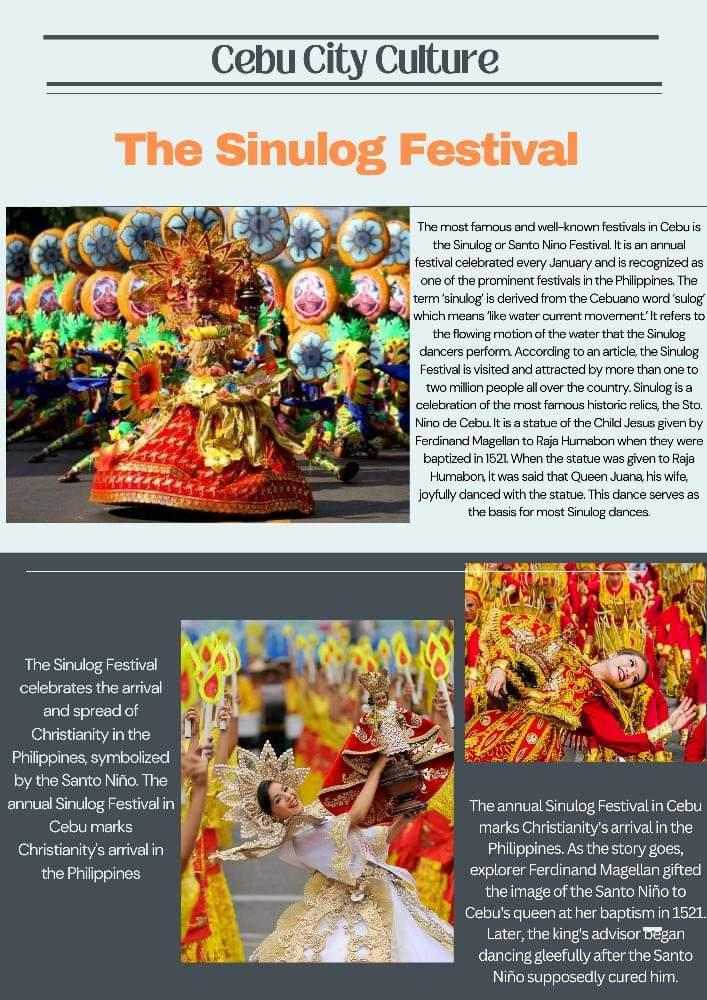 Cebu City Culture
The Sinulog Festival
The most famous and well-known festivals in Cebu is
the Sinulog or Santo Nino Festival. It is an annual
festival celebrated every January and is recognized as
one of the prominent festivals in the Philippines. The
term 'sinulog' is derived from the Cebuano word 'sulog'
which means 'like water current movement.' It refers to
the flowing motion of the water that the Sinulog
dancers perform. According to an article, the Sinulog
Festival is visited and attracted by more than one to
two million people all over the country. Sinulog is a
celebration of the most famous historic relics, the Sto.
Nino de Cebu. It is a statue of the Child Jesus given by
Ferdinand Magellan to Raja Humabon when they were
baptized in 1521. When the statue was given to Raja
Humabon, it was said that Queen Juana, his wife,
joyfully danced with the statue. This dance serves as
the basis for most Sinulog dances.
The Sinulog Festival
celebrates the arrival
and spread of
Christianity in the
Philippines, symbolized
by the Santo Niño. The
annual Sinulog Festival in
Cebu marks
Christianity's arrival in
the Philippines
The annual Sinulog Festival in Cebu
marks Christianity's arrival in the
Philippines. As the story goes,
explorer Ferdinand Magellan gifted
the image of the Santo Niño to
Cebu's queen at her baptism in 1521.
Later, the king's advisor began
dancing gleefully after the Santo
Niño supposedly cured him.